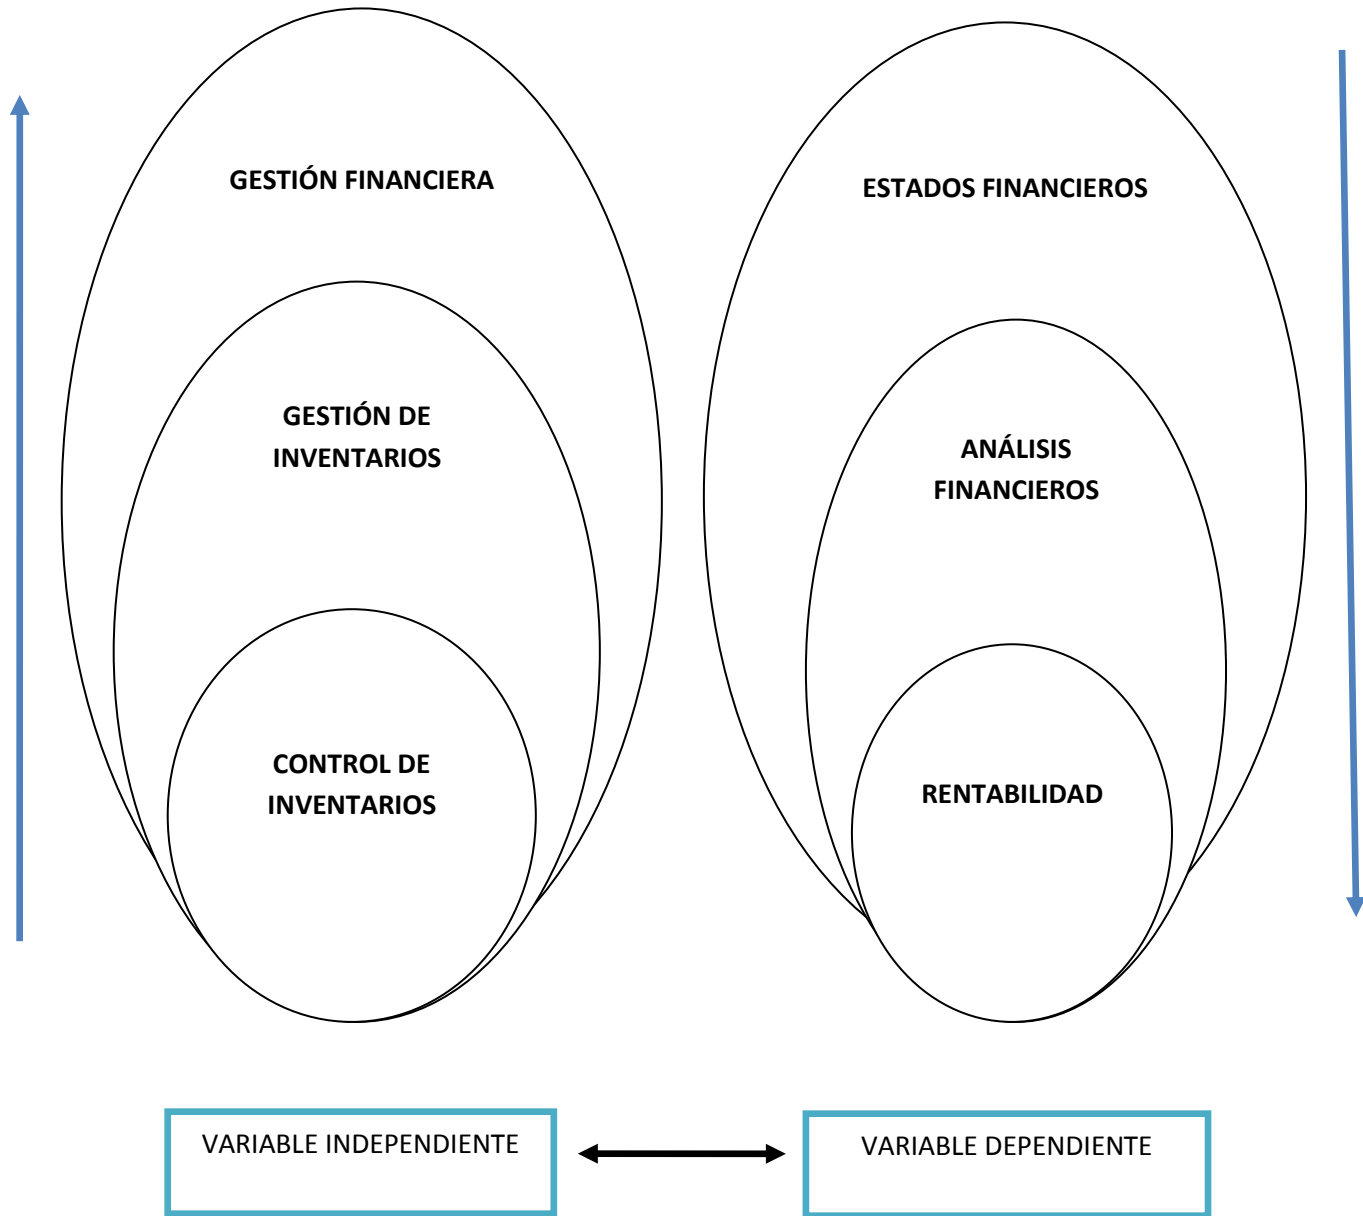 GESTIÓN FINANCIERA
GESTIÓN DE
INVENTARIOS
CONTROL DE
INVENTARIOS
ESTADOS FINANCIEROS
ANÁLISIS
FINANCIEROS
RENTABILIDAD
VARIABLE INDEPENDIENTE
VARIABLE DEPENDIENTE